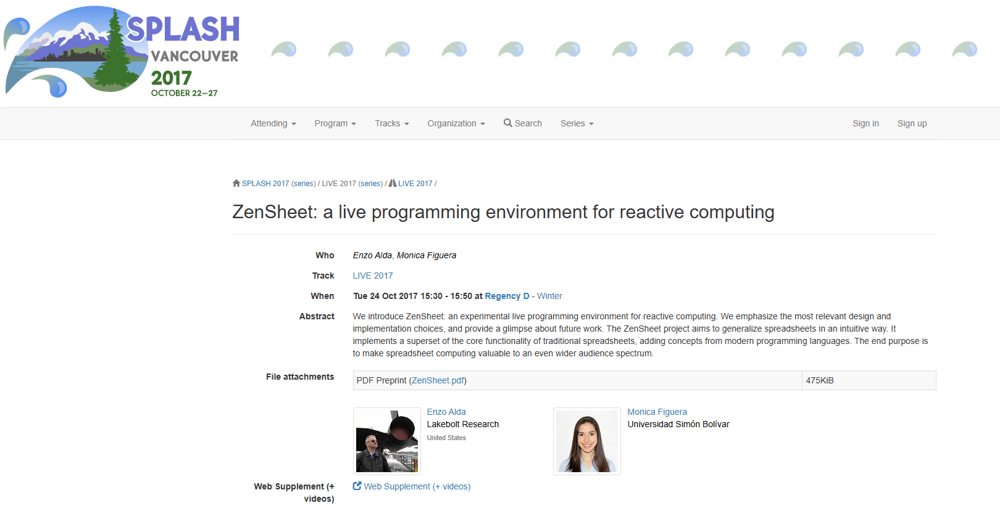 SPLASH
VANCOUVER
2017
OCTOBER 22–27
Attending Program Tracks Organization Search Series Sign in Sign up
SPLASH 2017 (series) / LIVE 2017 (series) / LIVE 2017 /
ZenSheet: a live programming environment for reactive computing
Who Enzo Alda, Monica Figuera
Track LIVE 2017
When Tue 24 Oct 2017 15:30 - 15:50 at Regency D - Winter
Abstract We introduce ZenSheet: an experimental live programming environment for reactive computing. We emphasize the most relevant design and
implementation choices, and provide a glimpse about future work. The ZenSheet project aims to generalize spreadsheets in an intuitive way. It
implements a superset of the core functionality of traditional spreadsheets, adding concepts from modern programming languages. The end purpose is
to make spreadsheet computing valuable to an even wider audience spectrum.
File attachments PDF Preprint (ZenSheet.pdf) 475KiB
Enzo Alda
Lakebolt Research
United States
Monica Figuera
Universidad Simón Bolívar
Web Supplement (+
videos)
Web Supplement (+ videos)